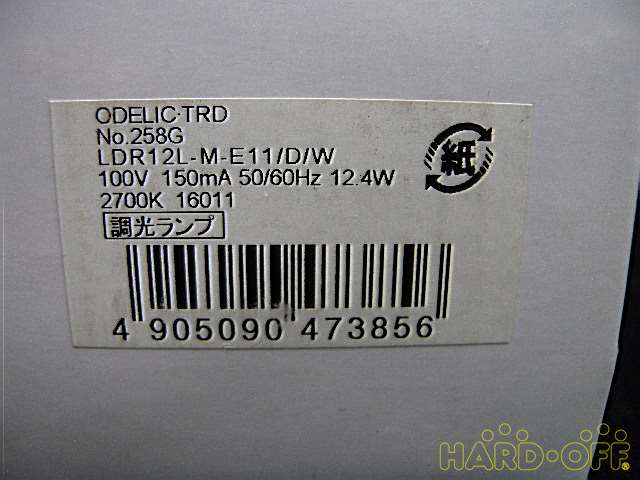 ODELIC·TRD
No.258G
LDR12L-M-E11/D/W
100V 150mA 50/60Hz 12.4W
2700K 16011
調光ランプ
紙
4 905090 473856
HARD·OFF